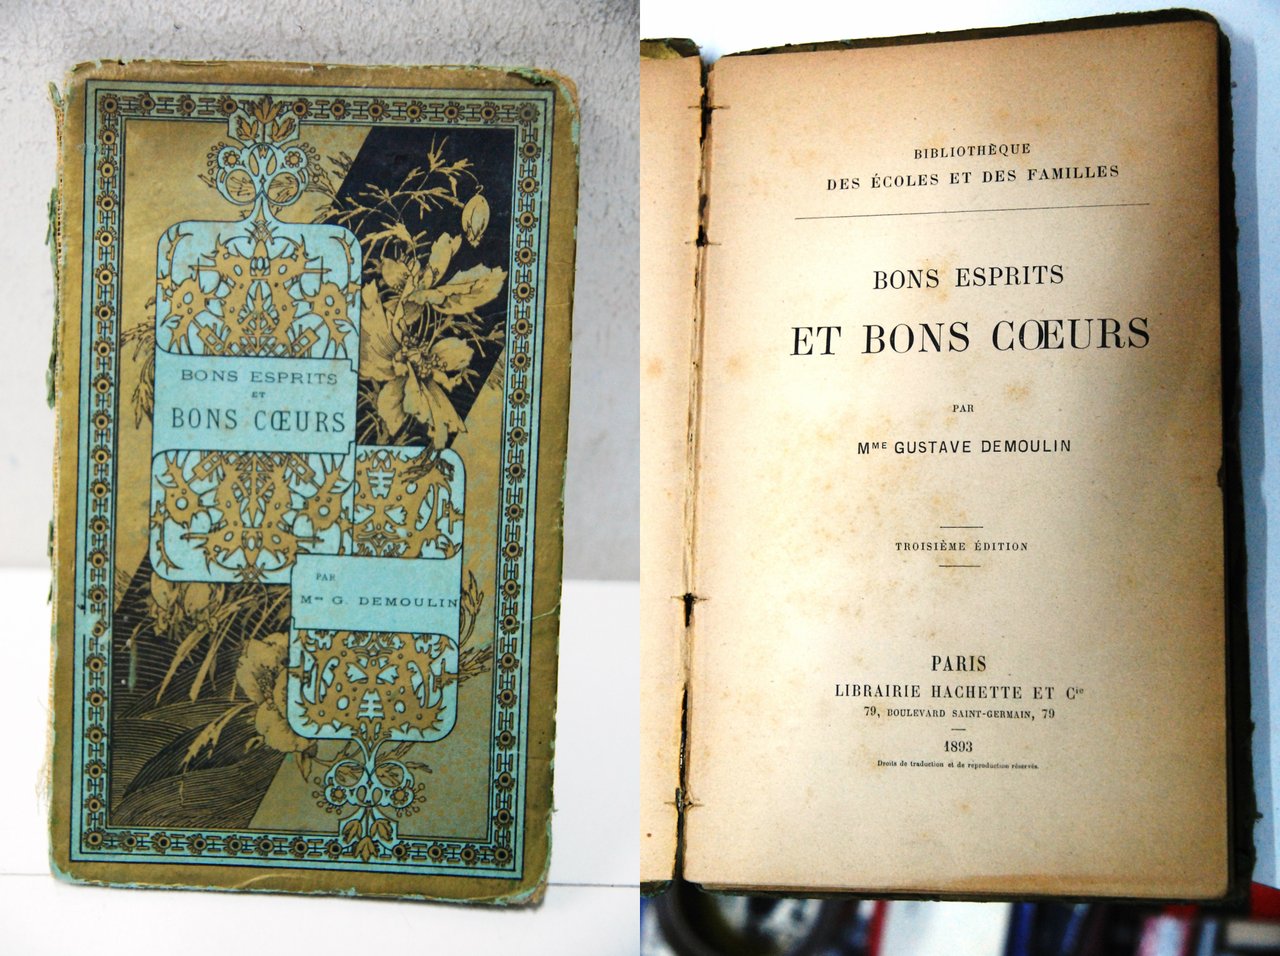 BONS ESPRITS
ET
BONS CŒURS
PAR
Mme G. DEMOULIN
BIBLIOTHÈQUE
DES ÉCOLES ET DES FAMILLES
BONS ESPRITS
ET BONS CŒURS
PAR
MME GUSTAVE DEMOULIN
TROISIÈME ÉDITION
PARIS
LIBRAIRIE HACHETTE ET Cie
79, BOULEVARD SAINT-GERMAIN, 79
1893
Droits de traduction et de reproduction réservés.